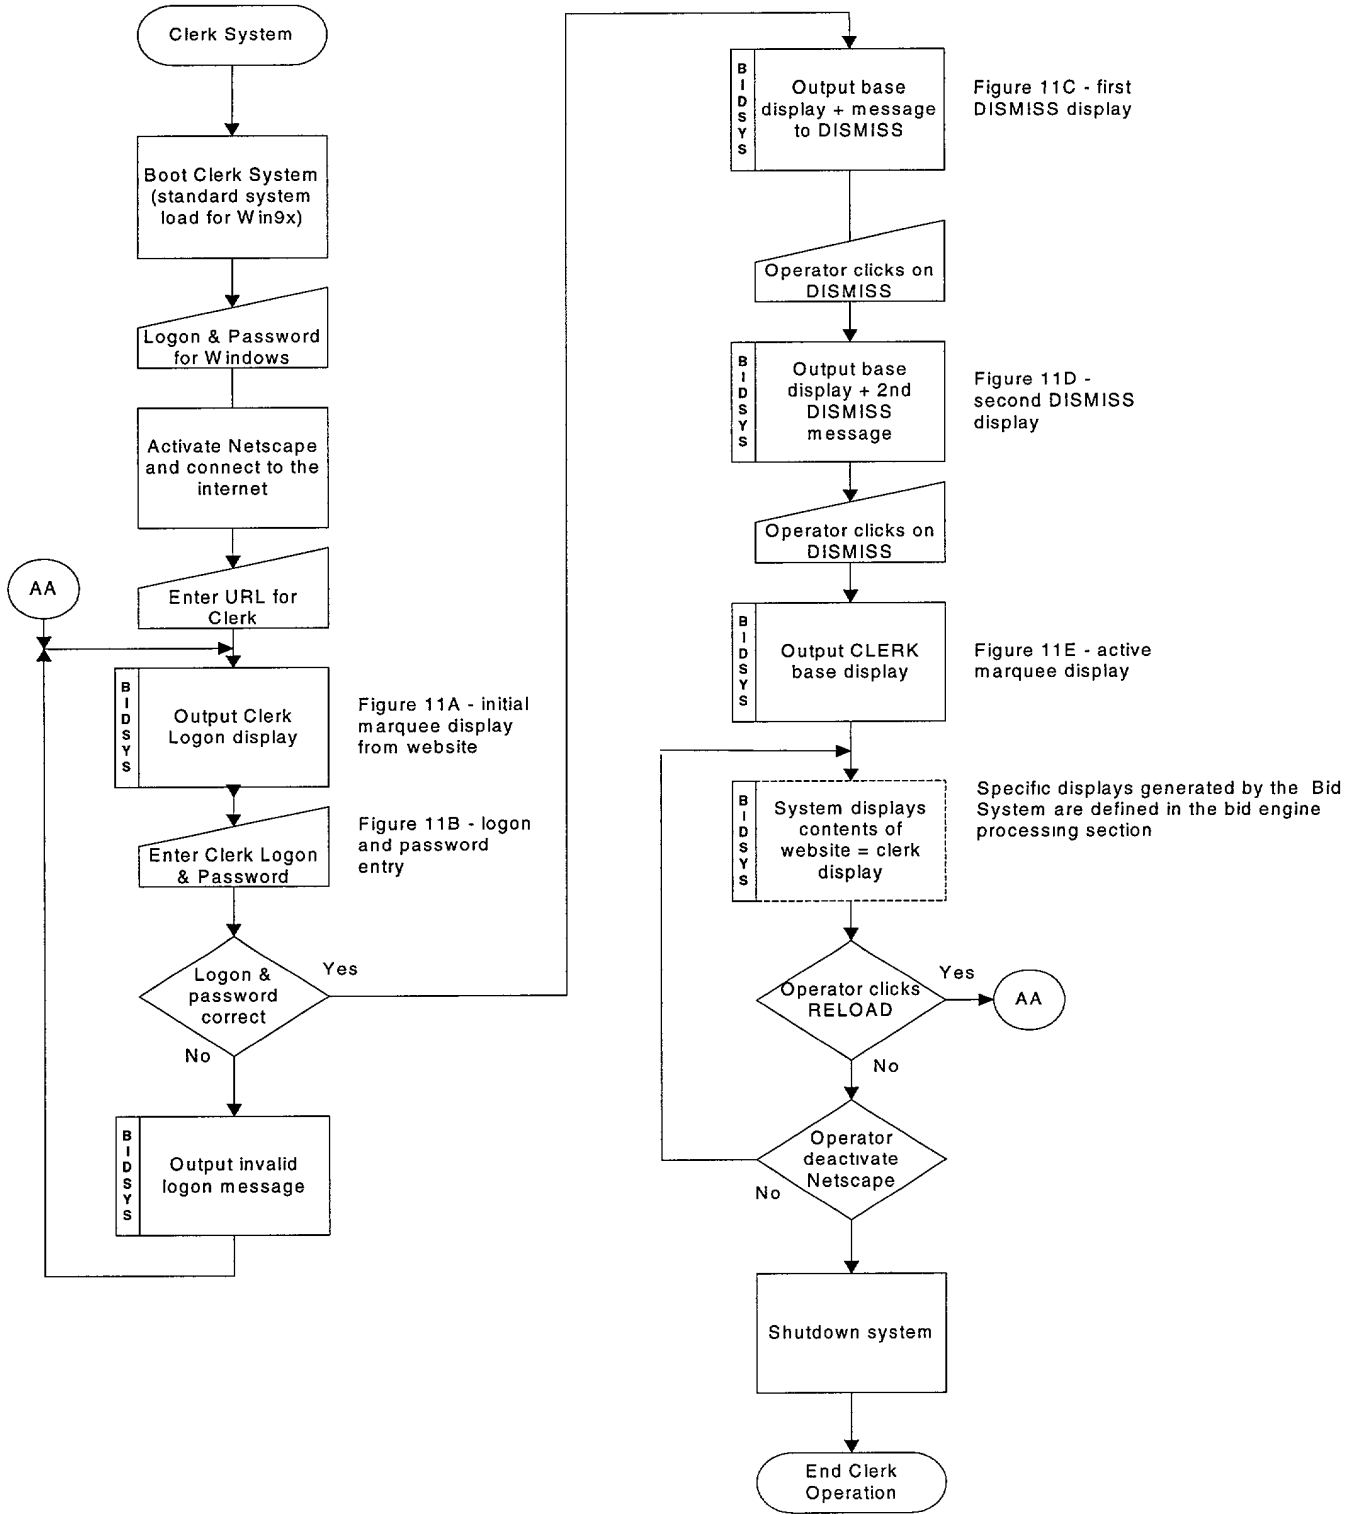 Clerk System
Boot Clerk System
(standard system
load for Win9x)
Logon & Password
for Windows
Activate Netscape
and connect to the
internet
Enter URL for
Clerk
AA
BIDSYS
Output Clerk
Logon display
Figure 11A - initial
marquee display
from website
Enter Clerk Logon
& Password
Figure 11B - logon
and password
entry
Logon &
password
correct
Yes
No
BIDSYS
Output invalid
logon message
BIDSYS
Output base
display + message
to DISMISS
Figure 11C - first
DISMISS display
Operator clicks on
DISMISS
BIDSYS
Output base
display + 2nd
DISMISS
message
Figure 11D -
second DISMISS
display
Operator clicks on
DISMISS
BIDSYS
Output CLERK
base display
Figure 11E - active
marquee display
BIDSYS
System displays
contents of
website = clerk
display
Specific displays generated by the Bid
System are defined in the bid engine
processing section
Operator clicks
RELOAD
Yes
AA
No
Operator
deactivate
Netscape
No
Shutdown system
End Clerk
Operation